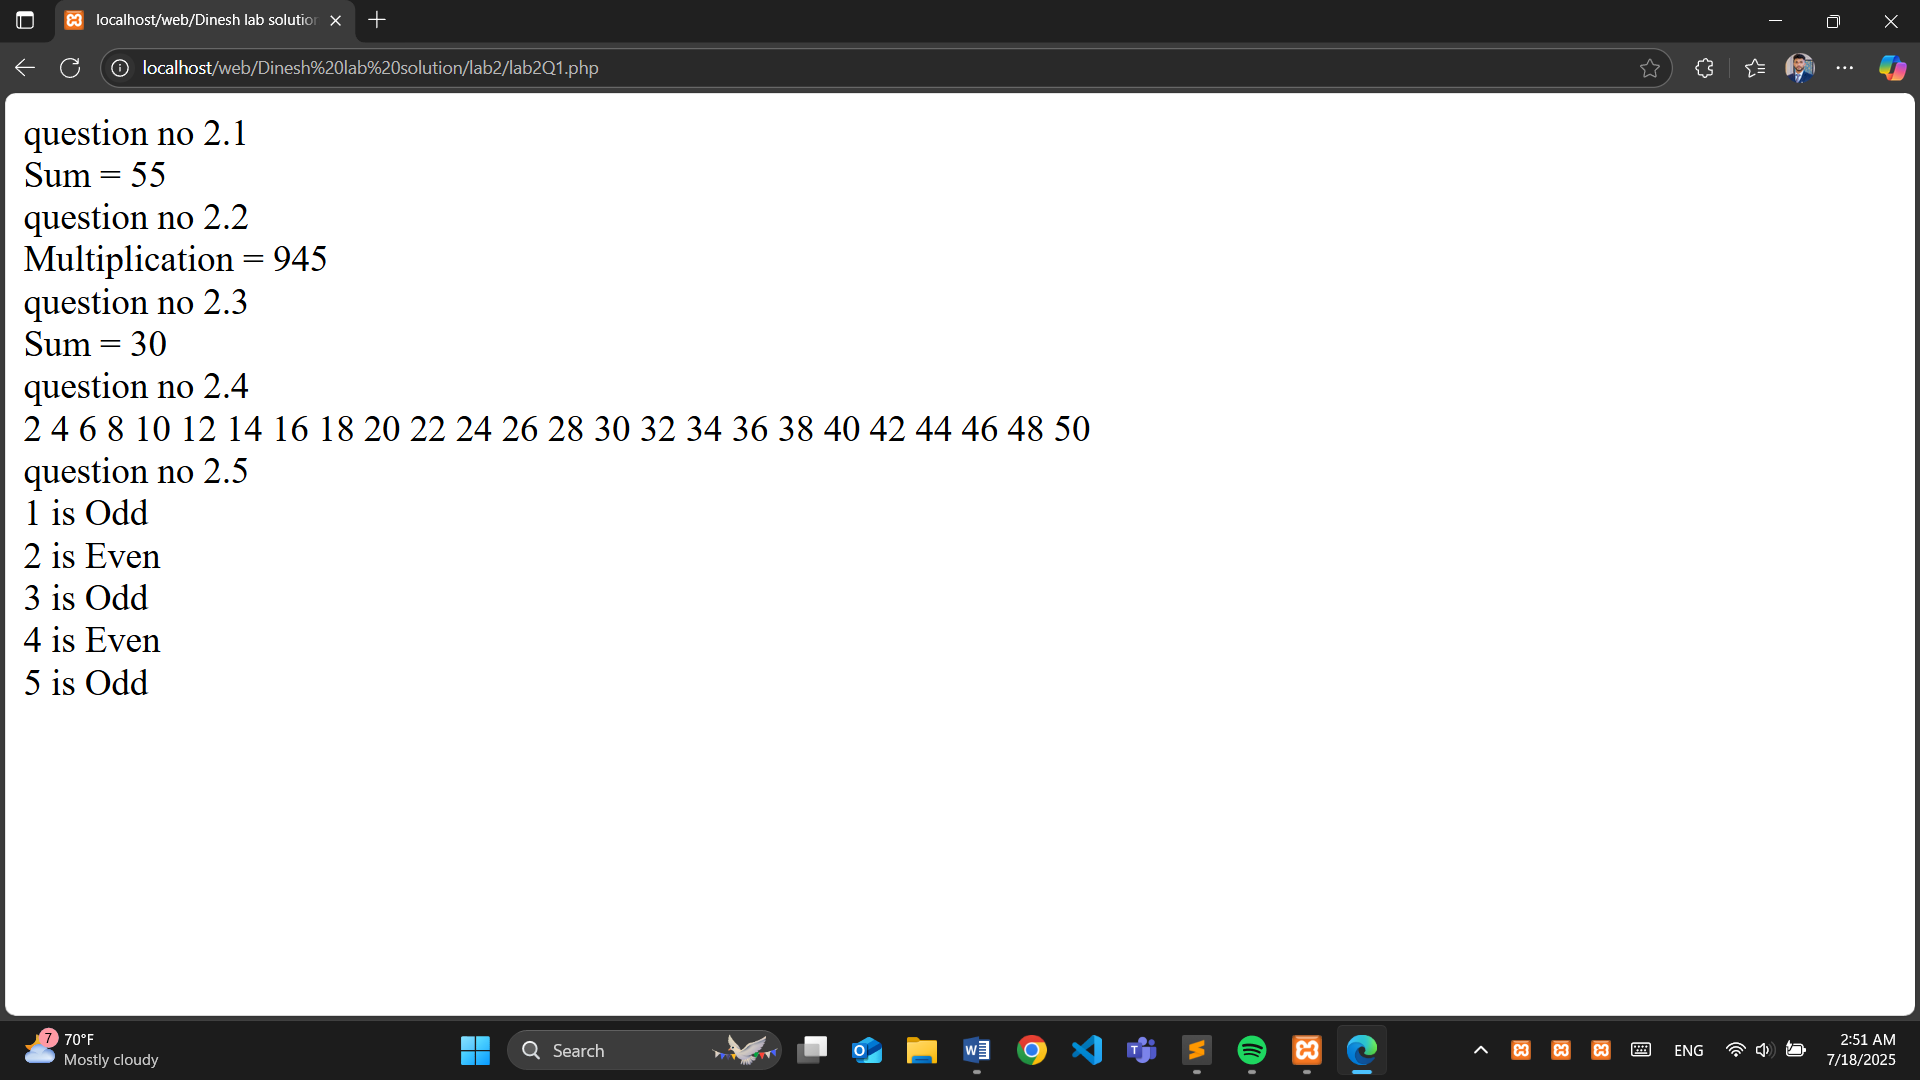 localhost/web/Dinesh lab solution
localhost/web/Dinesh%20lab%20solution/lab2/lab2Q1.php
question no 2.1
Sum = 55
question no 2.2
Multiplication = 945
question no 2.3
Sum = 30
question no 2.4
2 4 6 8 10 12 14 16 18 20 22 24 26 28 30 32 34 36 38 40 42 44 46 48 50
question no 2.5
1 is Odd
2 is Even
3 is Odd
4 is Even
5 is Odd
7
70°F
Mostly cloudy
Search
ENG
2:51 AM
7/18/2025